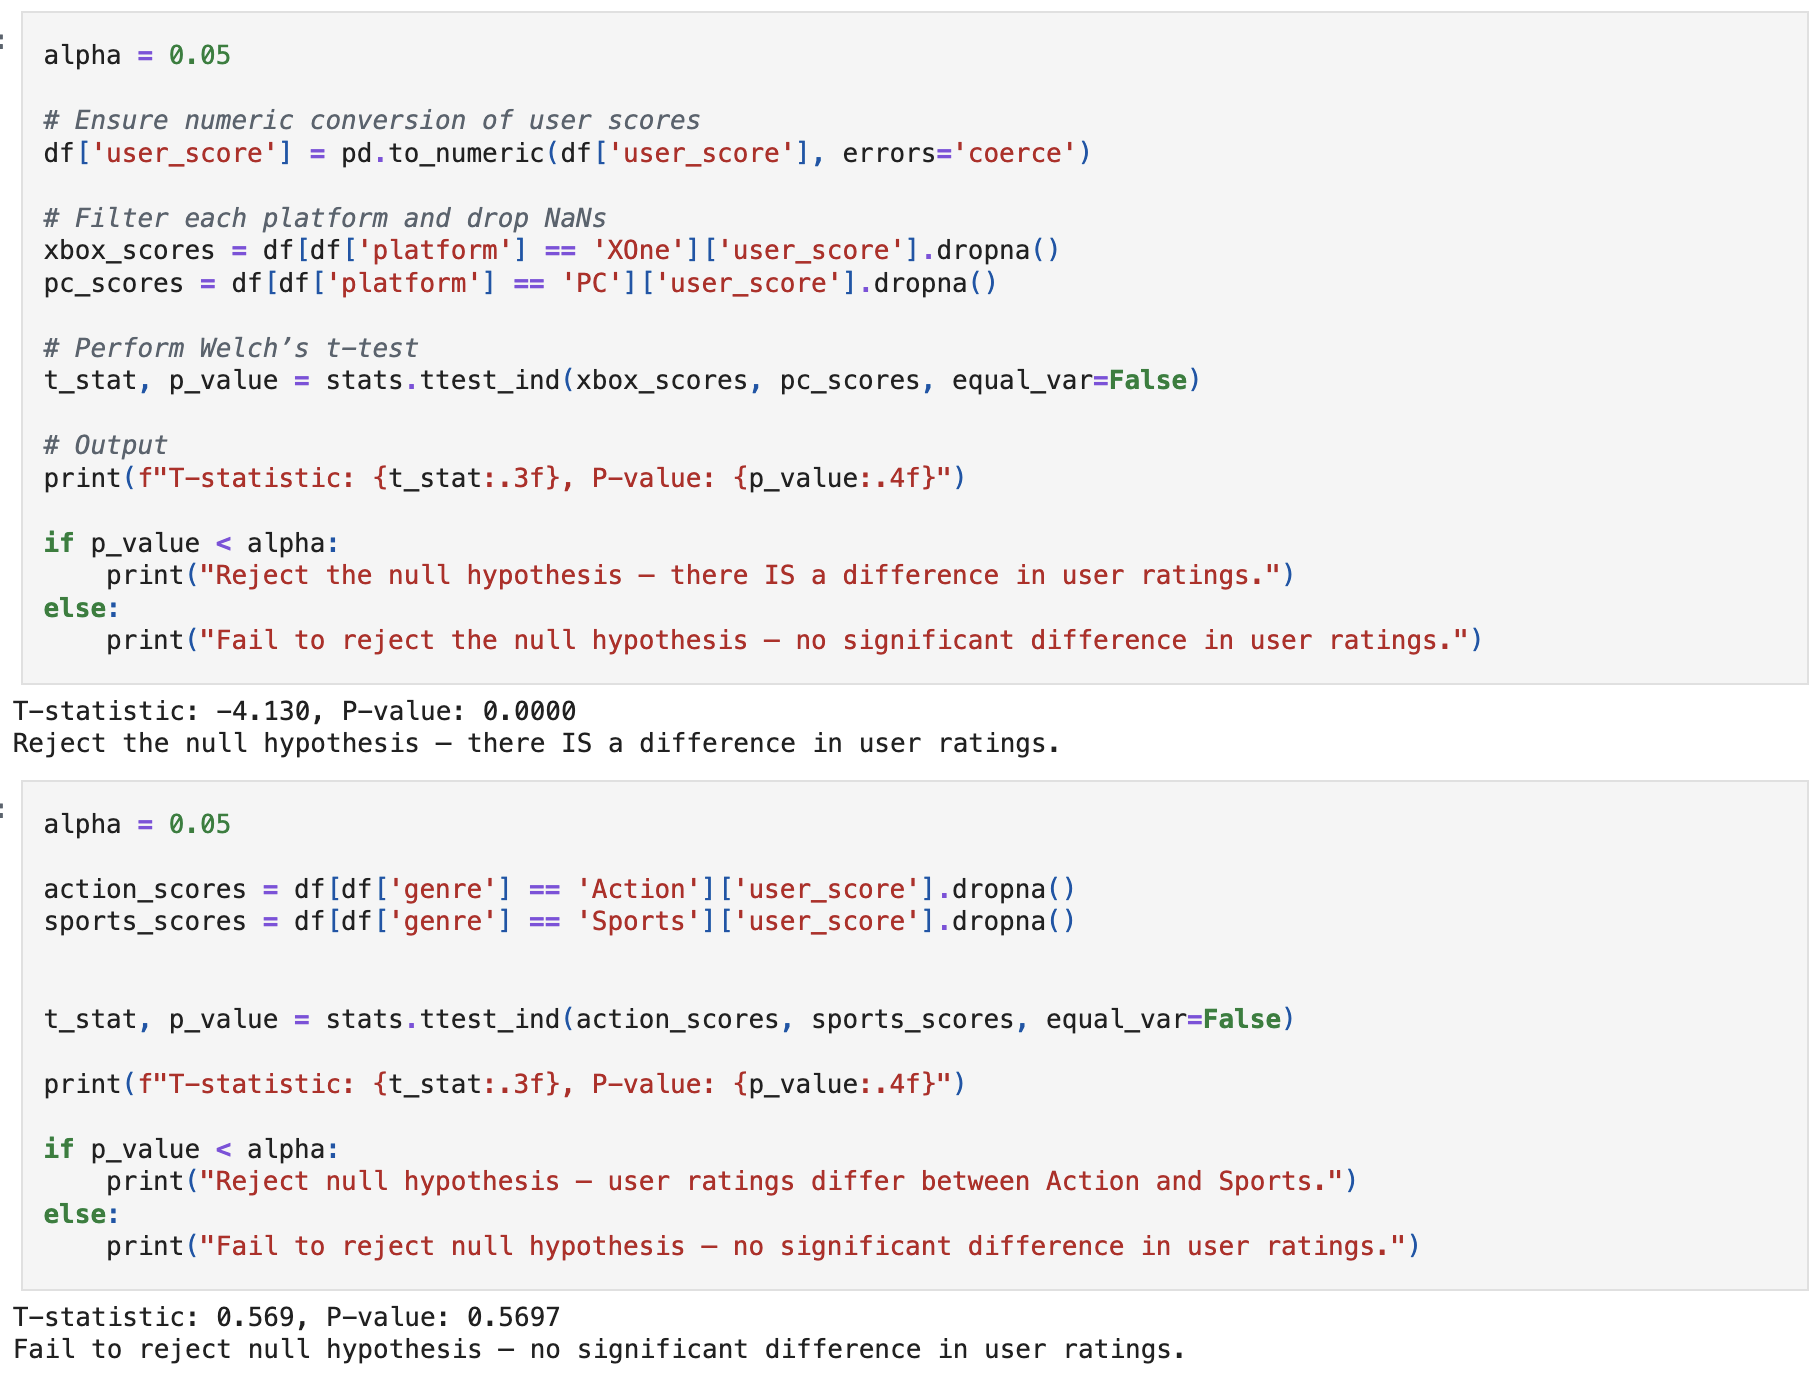 :
alpha = 0.05
# Ensure numeric conversion of user scores
df['user_score'] = pd.to_numeric(df['user_score'], errors='coerce')
# Filter each platform and drop NaNs
xbox_scores = df[df['platform'] == 'XOne']['user_score'].dropna()
pc_scores = df[df['platform'] == 'PC']['user_score'].dropna()
# Perform Welch’s t-test
t_stat, p_value = stats.ttest_ind(xbox_scores, pc_scores, equal_var=False)
# Output
print(f"T-statistic: {t_stat:.3f}, P-value: {p_value:.4f}")
if p_value < alpha:
    print("Reject the null hypothesis – there IS a difference in user ratings.")
else:
    print("Fail to reject the null hypothesis – no significant difference in user ratings.")
T-statistic: -4.130, P-value: 0.0000
Reject the null hypothesis – there IS a difference in user ratings.
:
alpha = 0.05
action_scores = df[df['genre'] == 'Action']['user_score'].dropna()
sports_scores = df[df['genre'] == 'Sports']['user_score'].dropna()
t_stat, p_value = stats.ttest_ind(action_scores, sports_scores, equal_var=False)
print(f"T-statistic: {t_stat:.3f}, P-value: {p_value:.4f}")
if p_value < alpha:
    print("Reject null hypothesis – user ratings differ between Action and Sports.")
else:
    print("Fail to reject null hypothesis – no significant difference in user ratings.")
T-statistic: 0.569, P-value: 0.5697
Fail to reject null hypothesis – no significant difference in user ratings.